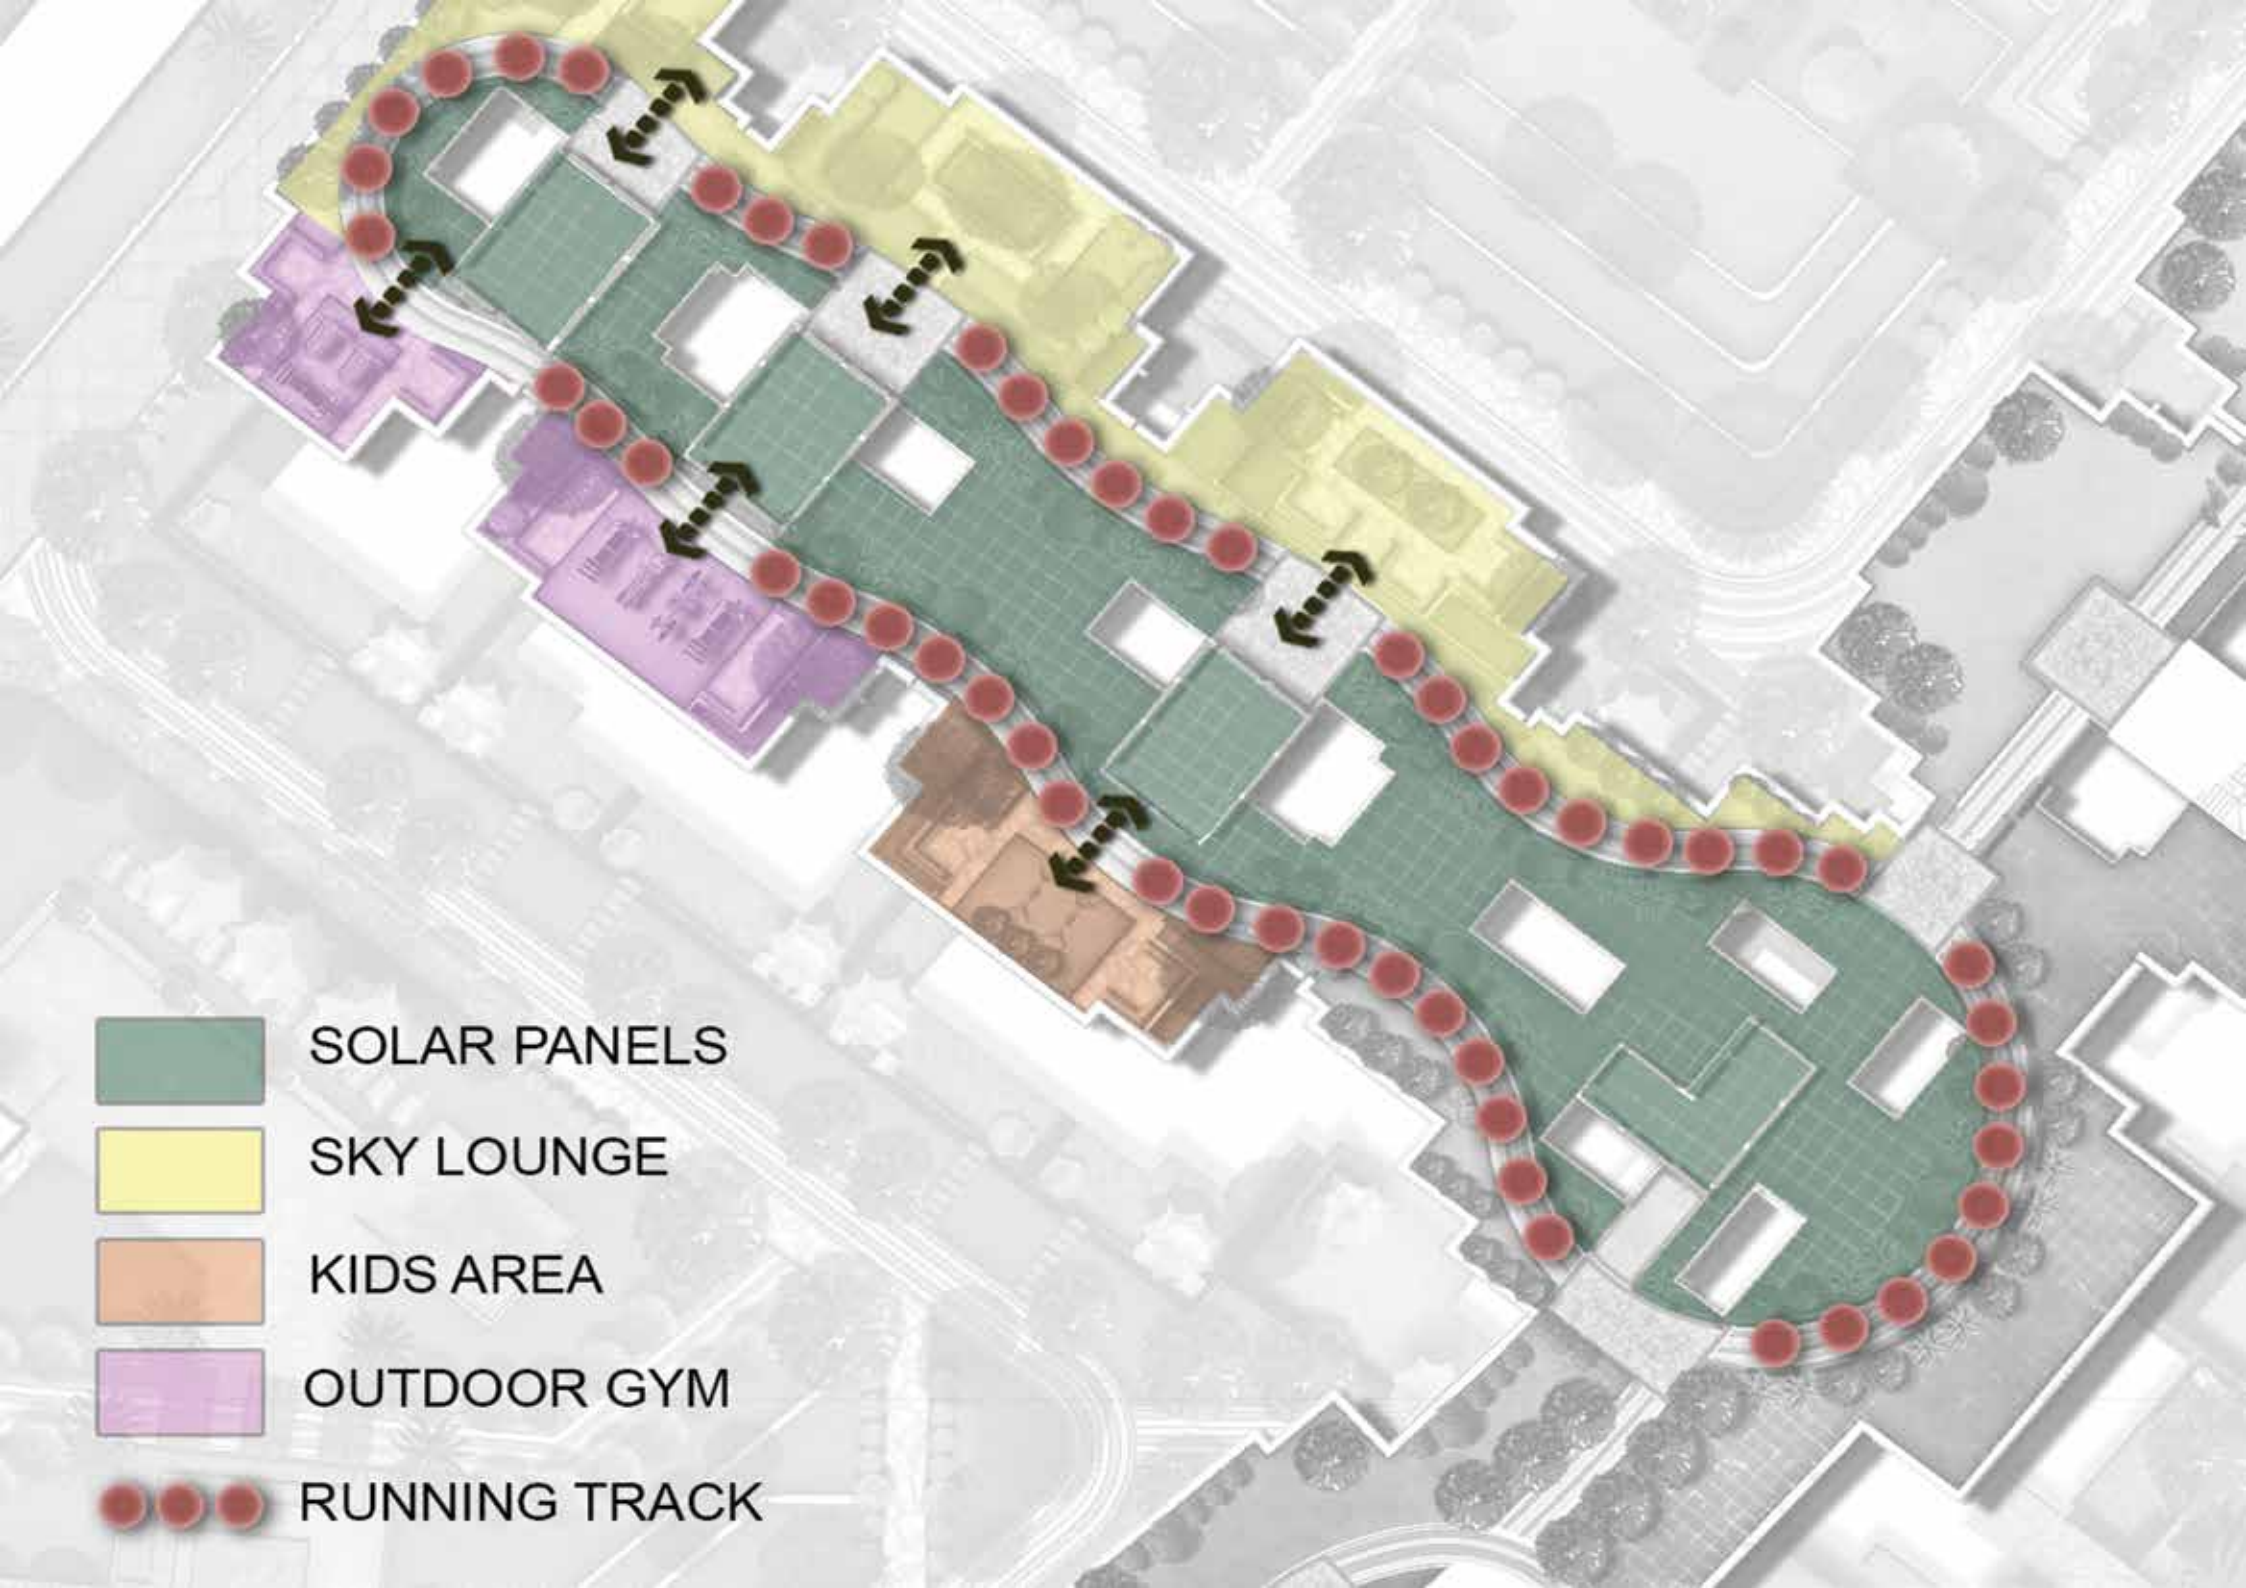 SOLAR PANELS
SKY LOUNGE
KIDS AREA
OUTDOOR GYM
RUNNING TRACK